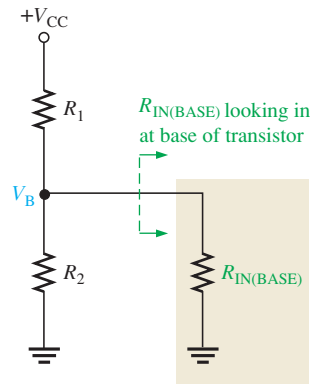 +VCC
R1
RIN(BASE) looking in
at base of transistor
VB
R2
RIN(BASE)